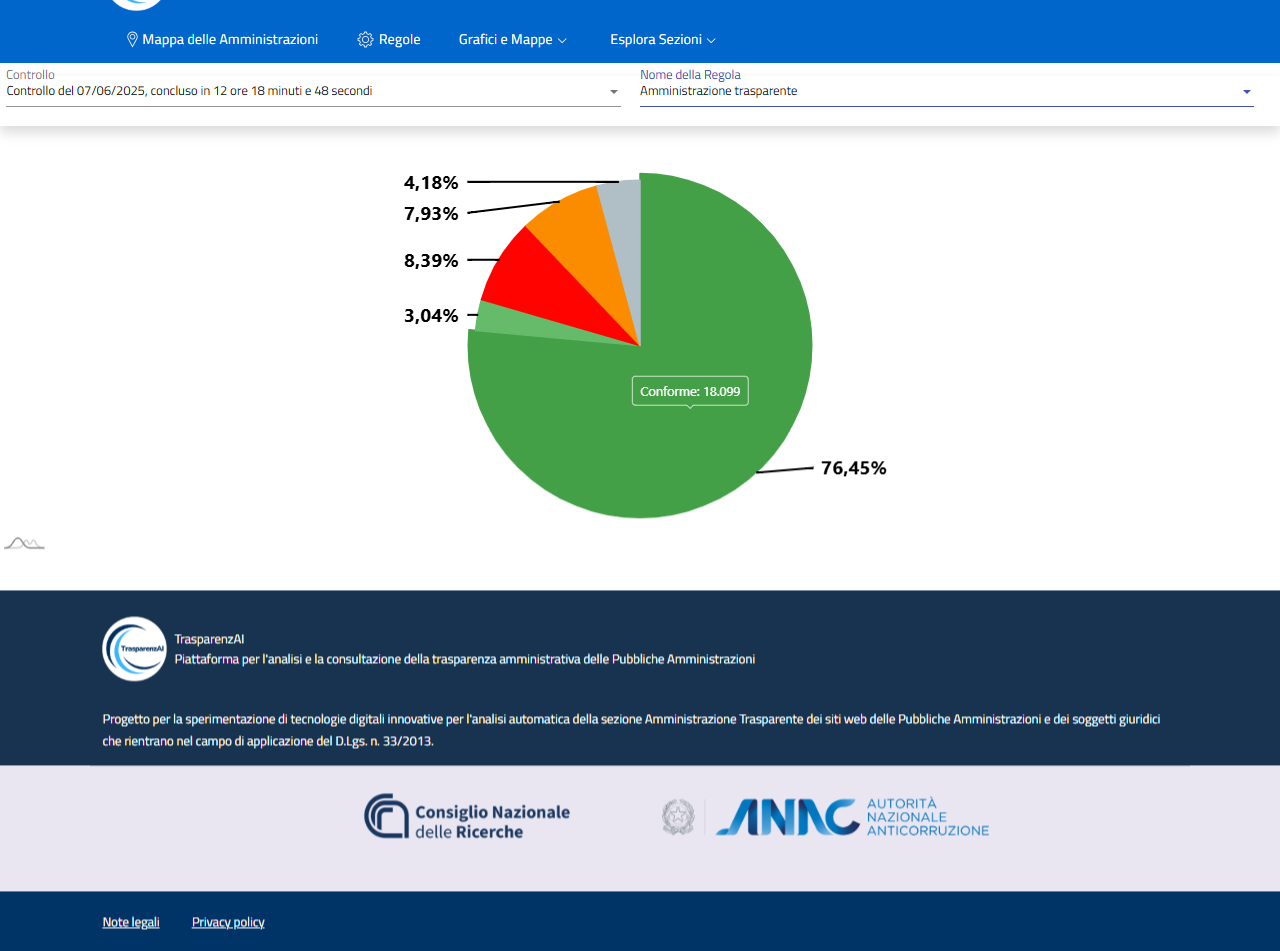 Mappa delle Amministrazioni
Regole
Grafici e Mappe
Esplora Sezioni
Controllo
Controllo del 07/06/2025, concluso in 12 ore 18 minuti e 48 secondi
Nome della Regola
Amministrazione trasparente
4,18%
7,93%
8,39%
3,04%
Conforme: 18.099
76,45%
TrasparenzAI
TrasparenzAI
Piattaforma per l'analisi e la consultazione della trasparenza amministrativa delle Pubbliche Amministrazioni
Progetto per la sperimentazione di tecnologie digitali innovative per l'analisi automatica della sezione Amministrazione Trasparente dei siti web delle Pubbliche Amministrazioni e dei soggetti giuridici
che rientrano nel campo di applicazione del D.Lgs. n. 33/2013.
Consiglio Nazionale
delle Ricerche
ANAC
AUTORITÀ
NAZIONALE
ANTICORRUZIONE
Note legali
Privacy policy